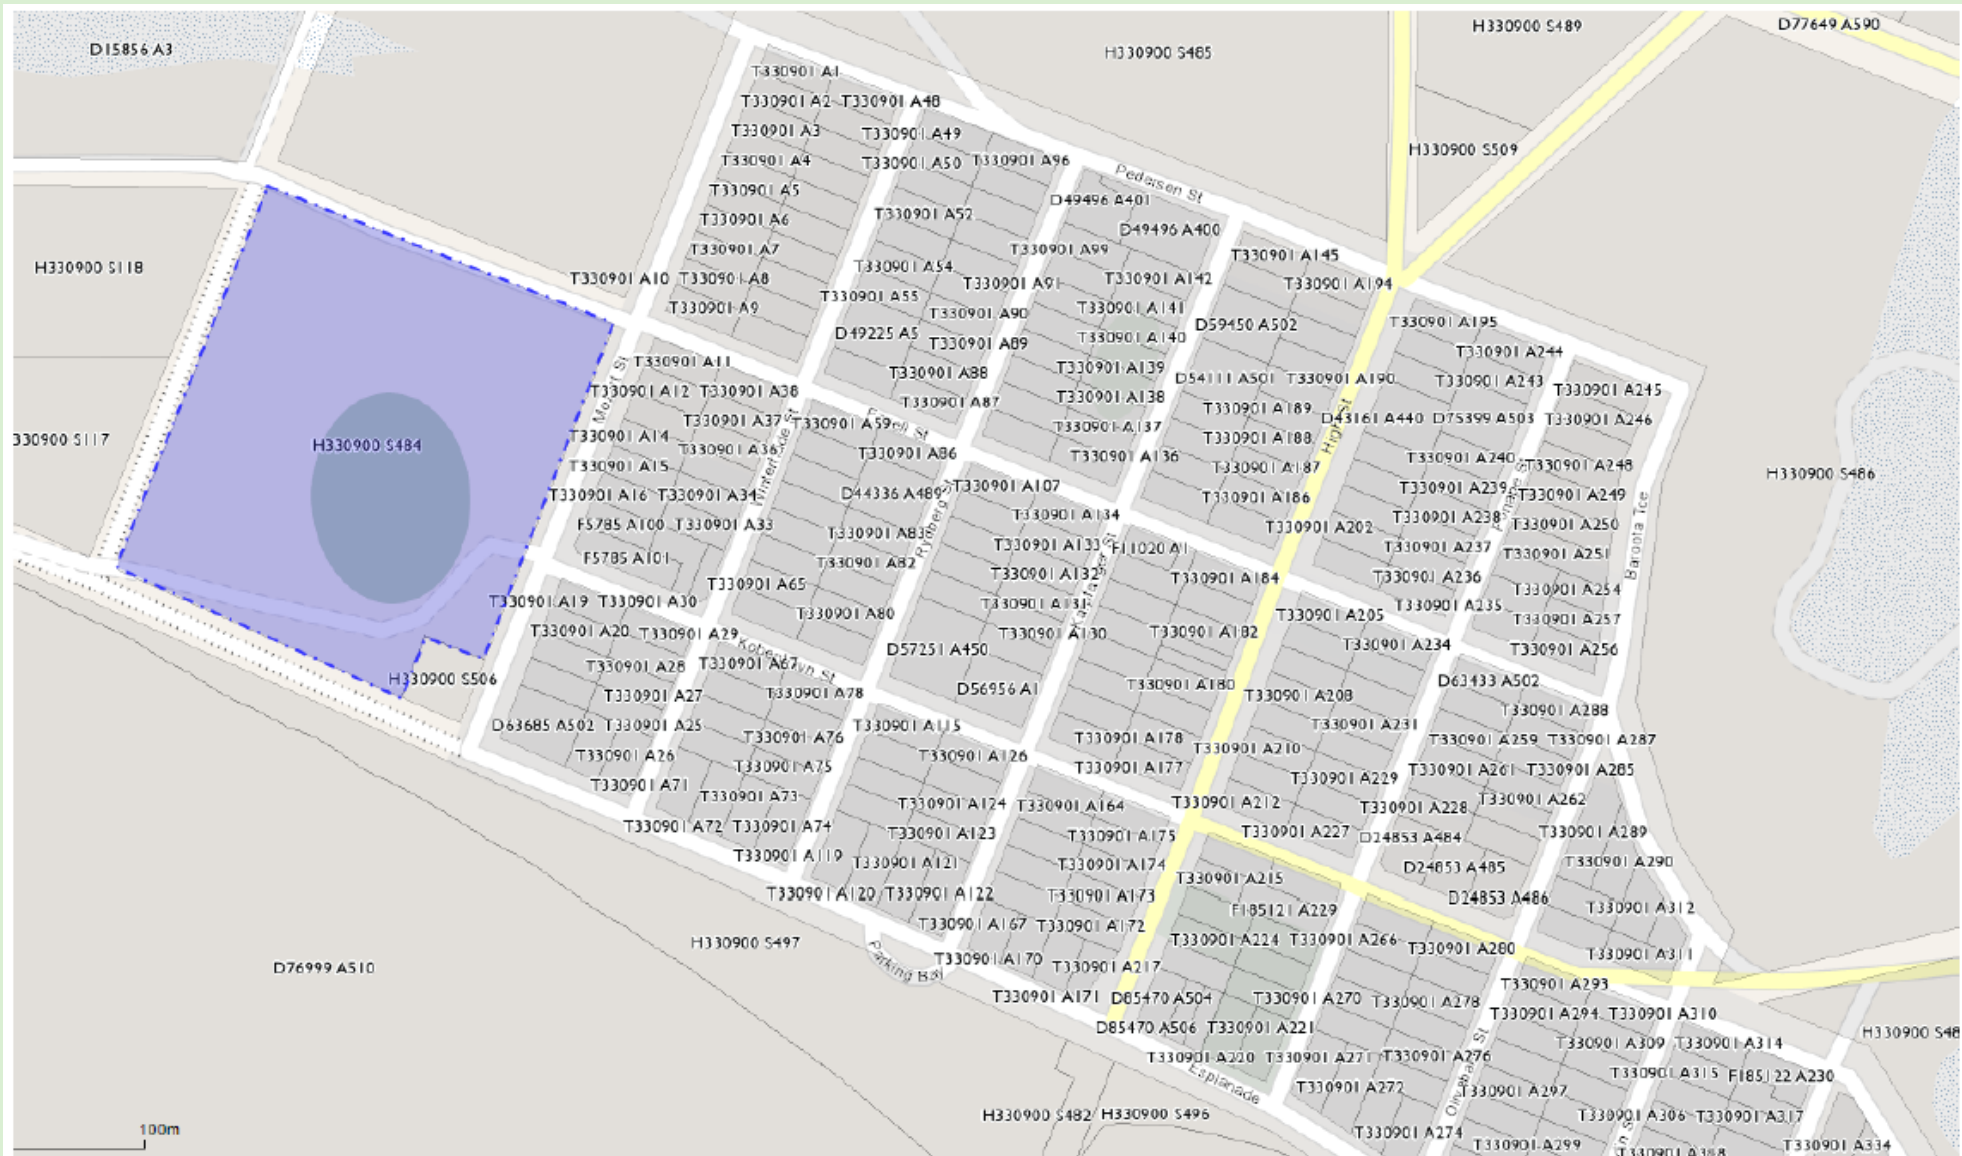 D77649 A590
H330900 S489
D15856 A3
H330900 S485
T330901 A1
T330901 A2 T330901 A48
T330901 A3 T330901 A49
H330900 S509
T330901 A4 T330901 A50 T330901 A96
Pedersen St
T330901 A5
D49496 A401
T330901 A6 T330901 A52
D49496 A400
T330901 A7 T330901 A99
T330901 A145
H330900 S118
T330901 A54
T330901 A10 T330901 A8 T330901 A91 T330901 A142 T330901 A194
T330901 A55
T330901 A9 T330901 A90 T330901 A141
D59450 A502 T330901 A195
D49225 A5 T330901 A89 T330901 A140
T330901 A244
T330901 A11 T330901 A88 T330901 A139
D54111 A501 T330901 A190 T330901 A243
T330901 A12 T330901 A38 T330901 A245
T330901 A87 T330901 A138 T330901 A189
High St
T330901 A37 T330901 A59 T330901 A137 D43161 A440 D75399 A503 T330901 A246
330900 S117
H330900 S484
T330901 A14 T330901 A188
T330901 A36 T330901 A86 T330901 A136 T330901 A240
T330901 A15 T330901 A187 T330901 A248
H330900 S486
T330901 A16 T330901 A34 D44336 A489 T330901 A107 T330901 A186 T330901 A239 T330901 A249
F5785 A100 T330901 A33 T330901 A134 T330901 A202 T330901 A238 T330901 A250
T330901 A83 T330901 A133 F11020 A1 T330901 A237 T330901 A251
F5785 A101 T330901 A82 T330901 A132 T330901 A184 T330901 A236
Baroota Tce
T330901 A65 T330901 A254
T330901 A19 T330901 A30 T330901 A80 T330901 A131 T330901 A205 T330901 A235
T330901 A257
T330901 A20 T330901 A29 T330901 A130 T330901 A182 T330901 A234
Kobenhavn St
D57251 A450 T330901 A256
T330901 A28 T330901 A67
H330900 S506
D63433 A502
T330901 A27 T330901 A78 D56956 A1 T330901 A180 T330901 A208
T330901 A288
D63685 A502 T330901 A25 T330901 A115 T330901 A231
T330901 A76 T330901 A178 T330901 A210 T330901 A259 T330901 A287
T330901 A26 T330901 A126
T330901 A75 T330901 A177 T330901 A229 T330901 A261 T330901 A285
T330901 A71 T330901 A73 T330901 A124 T330901 A164 T330901 A212 T330901 A228 T330901 A262
T330901 A72 T330901 A74 T330901 A123 T330901 A175 T330901 A227 D24853 A484 T330901 A289
T330901 A119 T330901 A121 T330901 A174 D24853 A485 T330901 A290
T330901 A215
T330901 A120 T330901 A122 T330901 A173 D24853 A486
F185121 A229 T330901 A312
T330901 A167 T330901 A172
H330900 S497
T330901 A224 T330901 A266 T330901 A280
Parking Bay
T330901 A170 T330901 A217 T330901 A311
D76999 A510
T330901 A293
T330901 A171 D85470 A504 T330901 A270 T330901 A278
T330901 A294 T330901 A310
D85470 A506 T330901 A221
H330900 S48
T330901 A309 T330901 A314
T330901 A220 T330901 A271 T330901 A276
Esplanade
T330901 A315 F185122 A230
T330901 A272 T330901 A297
H330900 S482 H330900 S496
T330901 A306 T330901 A317
100m
T330901 A274
T330901 A299 T330901 A334